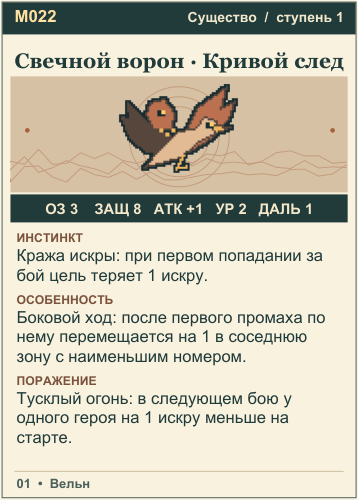 M022
Существо / ступень 1
Свечной ворон · Кривой след
ОЗ 3 ЗАЩ 8 АТК +1 УР 2 ДАЛЬ 1
ИНСТИНКТ
Кража искры: при первом попадании за
бой цель теряет 1 искру.
ОСОБЕННОСТЬ
Боковой ход: после первого промаха по
нему перемещается на 1 в соседнюю
зону с наименьшим номером.
ПОРАЖЕНИЕ
Тусклый огонь: в следующем бою у
одного героя на 1 искру меньше на
старте.
01 • Вельн